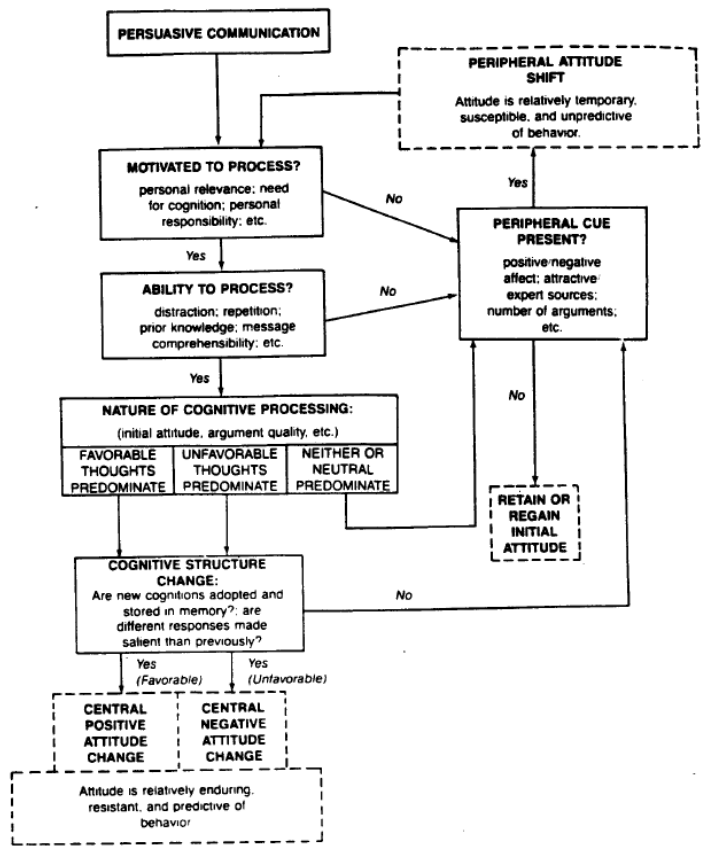 PERSUASIVE COMMUNICATION
PERIPHERAL ATTITUDE
SHIFT
Attitude is relatively temporary,
susceptible, and unpredictive
of behavior.
MOTIVATED TO PROCESS?
personal relevance; need
for cognition; personal
responsibility; etc.
No
Yes
PERIPHERAL CUE
PRESENT?
positive/negative
affect; attractive/
expert sources;
number of arguments;
etc.
Yes
ABILITY TO PROCESS?
distraction; repetition;
prior knowledge; message
comprehensibility; etc.
No
Yes
No
NATURE OF COGNITIVE PROCESSING:
(initial attitude, argument quality, etc.)
FAVORABLE
THOUGHTS
PREDOMINATE
UNFAVORABLE
THOUGHTS
PREDOMINATE
NEITHER OR
NEUTRAL
PREDOMINATE
RETAIN OR
REGAIN
INITIAL
ATTITUDE
COGNITIVE STRUCTURE
CHANGE:
Are new cognitions adopted and
stored in memory?; are
different responses made
salient than previously?
No
Yes
(Favorable)
Yes
(Unfavorable)
CENTRAL
POSITIVE
ATTITUDE
CHANGE
CENTRAL
NEGATIVE
ATTITUDE
CHANGE
Attitude is relatively enduring,
resistant, and predictive of
behavior